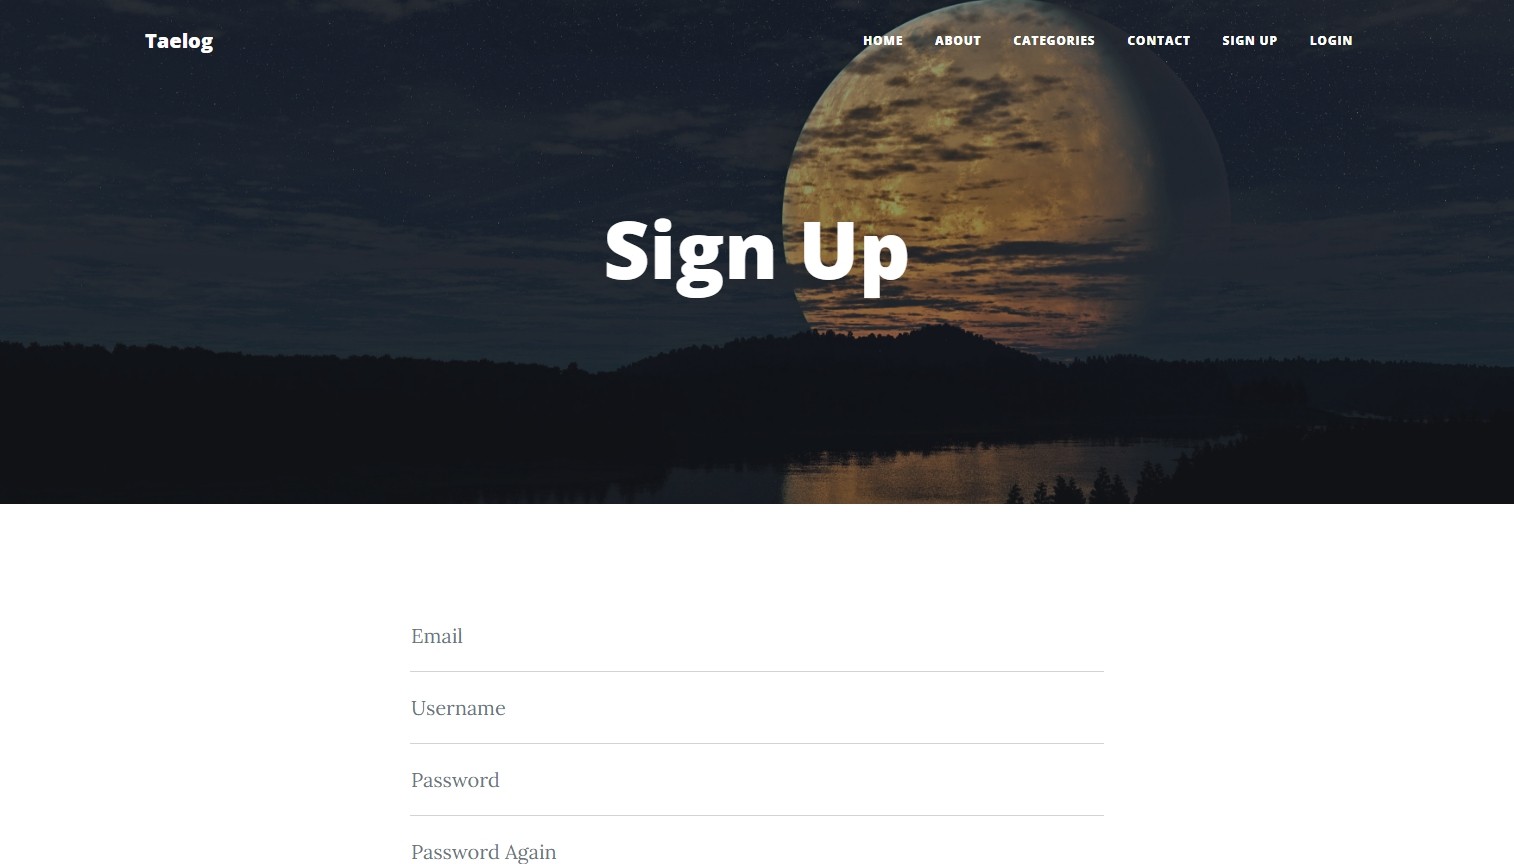 Taelog
HOME ABOUT CATEGORIES CONTACT SIGN UP LOGIN
Sign Up
Email
Username
Password
Password Again